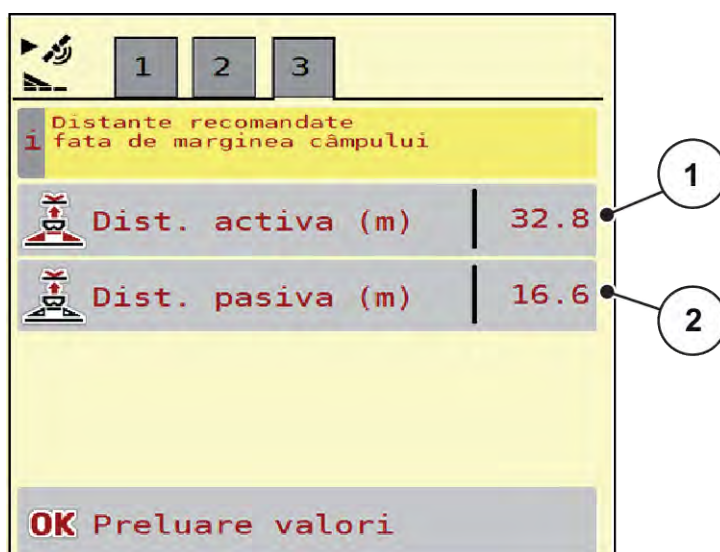 1 2 3
i Distante recomandate
fata de marginea câmpului
Dist. activa (m) 32.8
Dist. pasiva (m) 16.6
OK Preluare valori
1
2